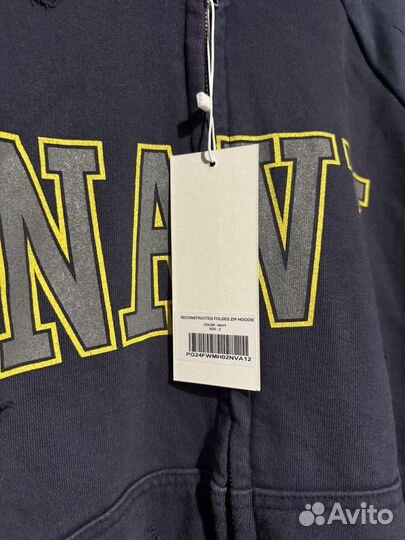 NAVY
RECONSTRUCTED FOLDED ZIP HOODIE
COLOR : NAVY
SIZE : 2
PG24FWMH02NVA12
Avito